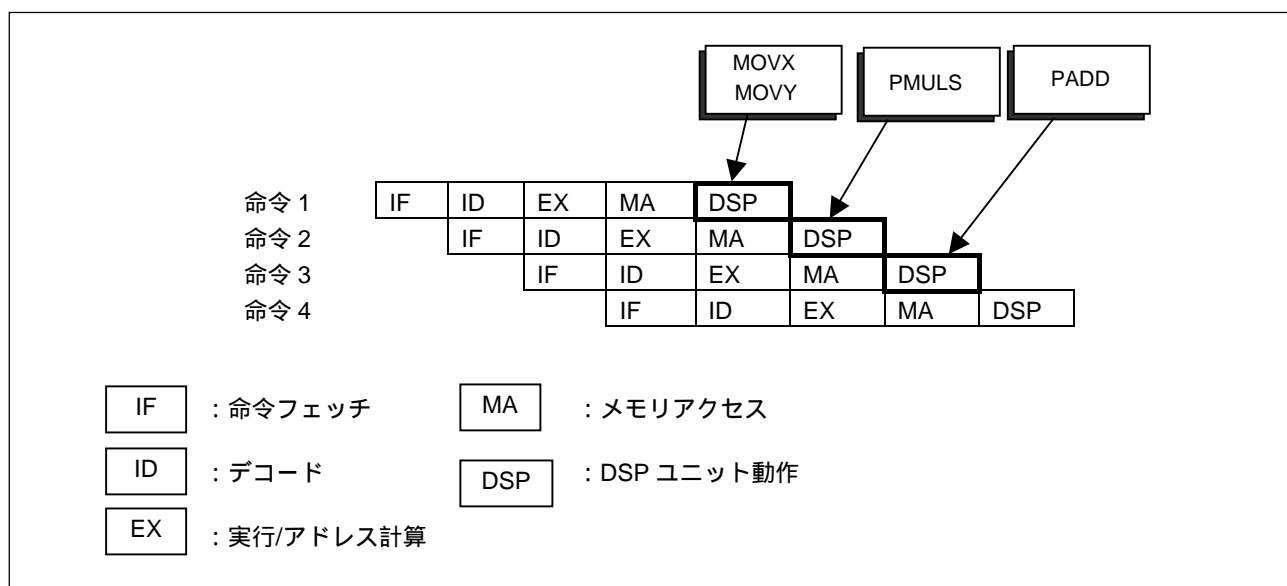 MOVX
MOVY
PMULS
PADD
命令 1 IF ID EX MA DSP
命令 2 IF ID EX MA DSP
命令 3 IF ID EX MA DSP
命令 4 IF ID EX MA DSP
IF :命令フェッチ MA :メモリアクセス
ID :デコード DSP :DSP ユニット動作
EX :実行/アドレス計算